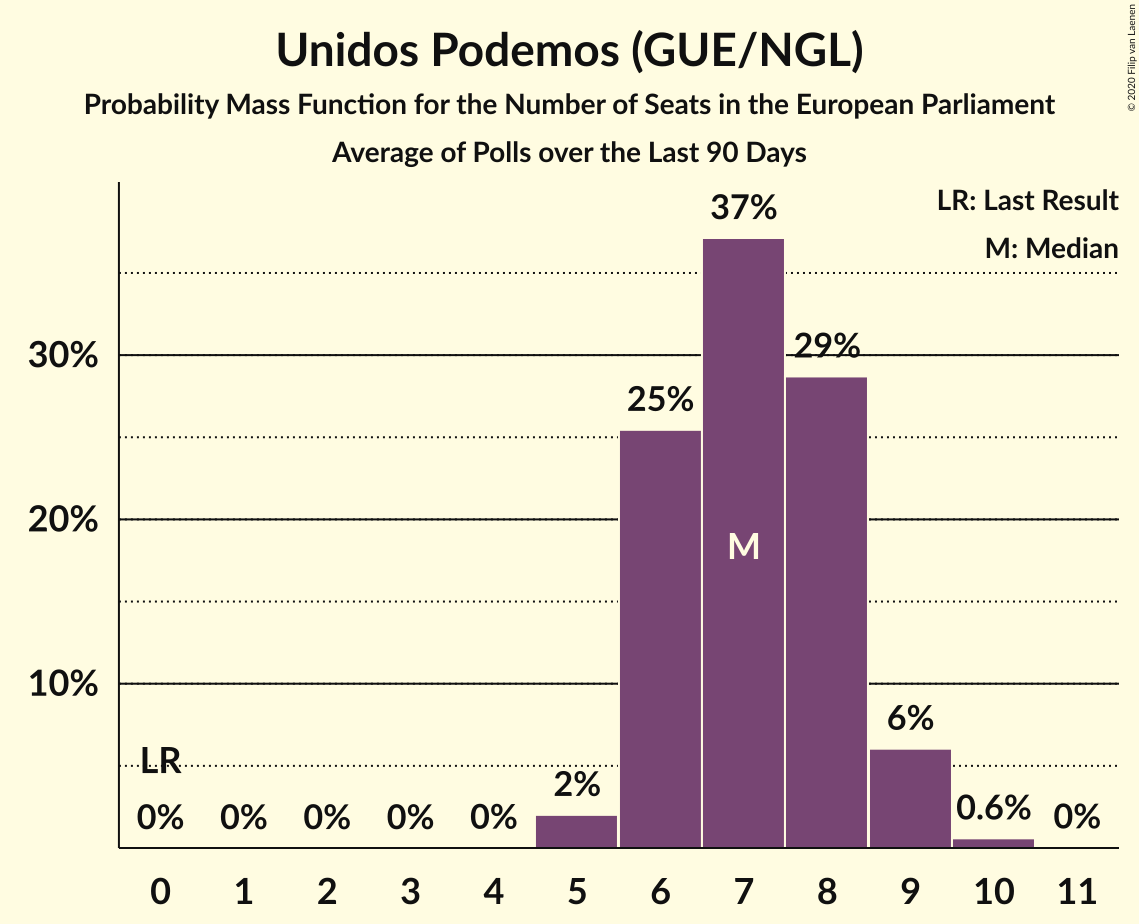 Unidos Podemos (GUE/NGL)
Probability Mass Function for the Number of Seats in the European Parliament
Average of Polls over the Last 90 Days
© 2020 Filip van Laenen
LR: Last Result
M: Median
37%
30%
29%
25%
20%
M
10%
6%
LR
2%
0% 0% 0% 0% 0% 0.6% 0%
0 1 2 3 4 5 6 7 8 9 10 11